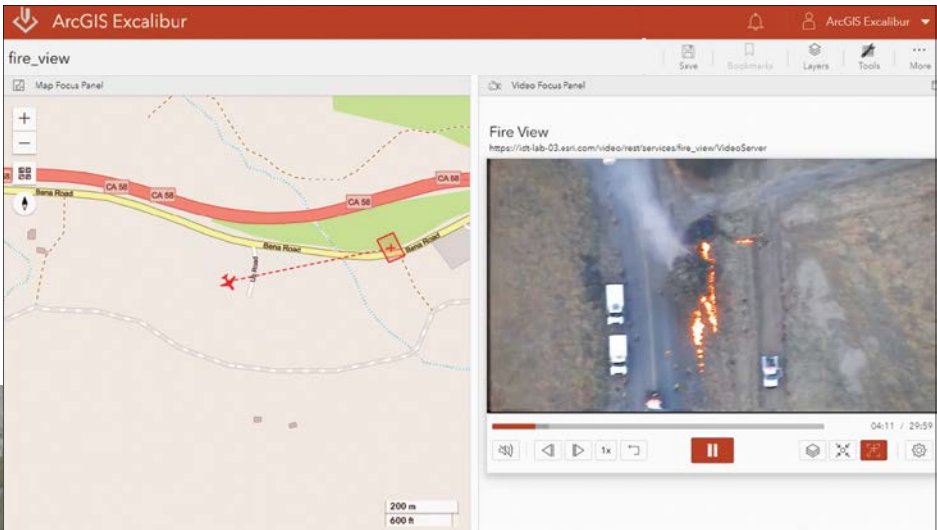 ArcGIS Excalibur
ArcGIS Excalibur
fire_view
Save
Bookmarks
Layers
Tools
More
Map Focus Panel
Video Focus Panel
Fire View
https://idt-lab-03.esri.com/video/rest/services/fire_view/VideoServer
CA 58
CA 58
CA 58
CA 58
Bena Road
Bena Road
Bena Road
200 m
600 ft
04:11 / 29:59
1x